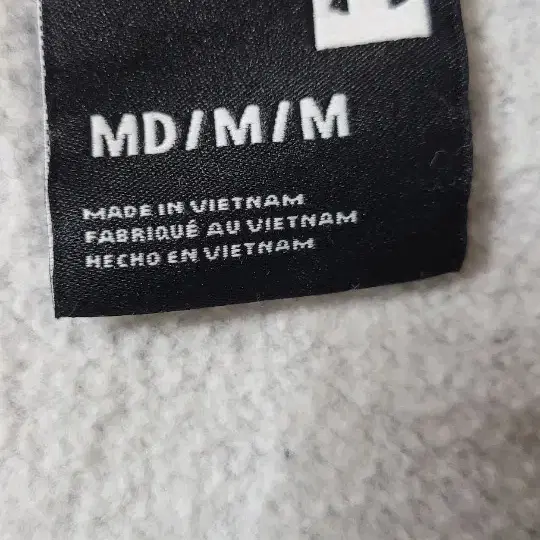 MD/M/M
MADE IN VIETNAM
FABRIQUÉ AU VIETNAM
HECHO EN VIETNAM